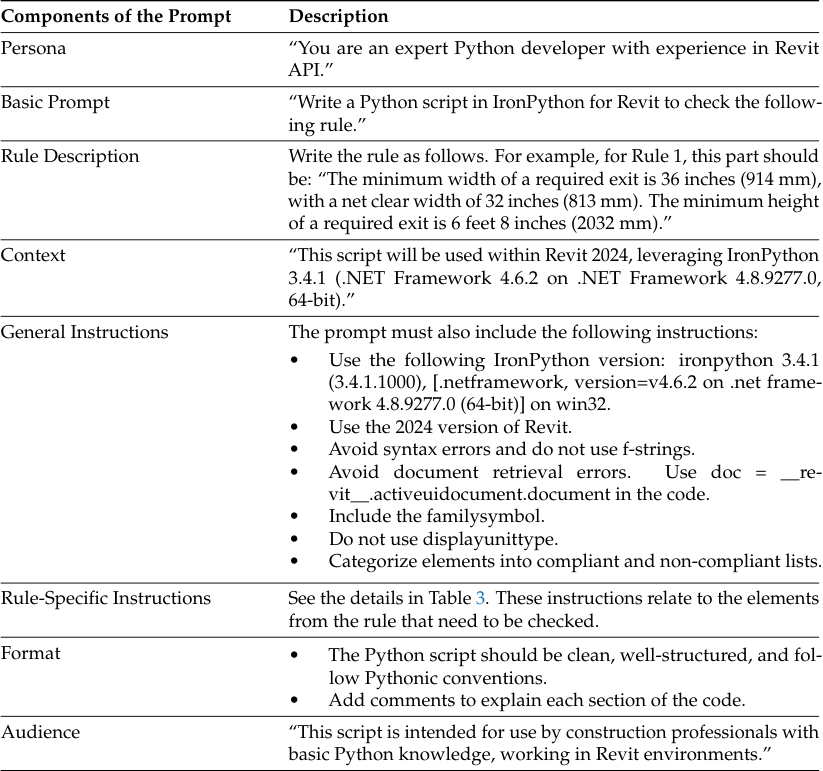 Components of the Prompt Description
Persona “You are an expert Python developer with experience in Revit
API.”
Basic Prompt “Write a Python script in IronPython for Revit to check the follow-
ing rule.”
Rule Description Write the rule as follows. For example, for Rule 1, this part should
be: “The minimum width of a required exit is 36 inches (914 mm),
with a net clear width of 32 inches (813 mm). The minimum height
of a required exit is 6 feet 8 inches (2032 mm).”
Context “This script will be used within Revit 2024, leveraging IronPython
3.4.1 (.NET Framework 4.6.2 on .NET Framework 4.8.9277.0,
64-bit).”
General Instructions The prompt must also include the following instructions:
• Use the following IronPython version: ironpython 3.4.1
(3.4.1.1000), [.netframework, version=v4.6.2 on .net frame-
work 4.8.9277.0 (64-bit)] on win32.
• Use the 2024 version of Revit.
• Avoid syntax errors and do not use f-strings.
• Avoid document retrieval errors. Use doc = __re-
vit__.activeuidocument.document in the code.
• Include the familysymbol.
• Do not use displayunittype.
• Categorize elements into compliant and non-compliant lists.
Rule-Specific Instructions See the details in Table 3. These instructions relate to the elements
from the rule that need to be checked.
Format • The Python script should be clean, well-structured, and fol-
low Pythonic conventions.
• Add comments to explain each section of the code.
Audience “This script is intended for use by construction professionals with
basic Python knowledge, working in Revit environments.”